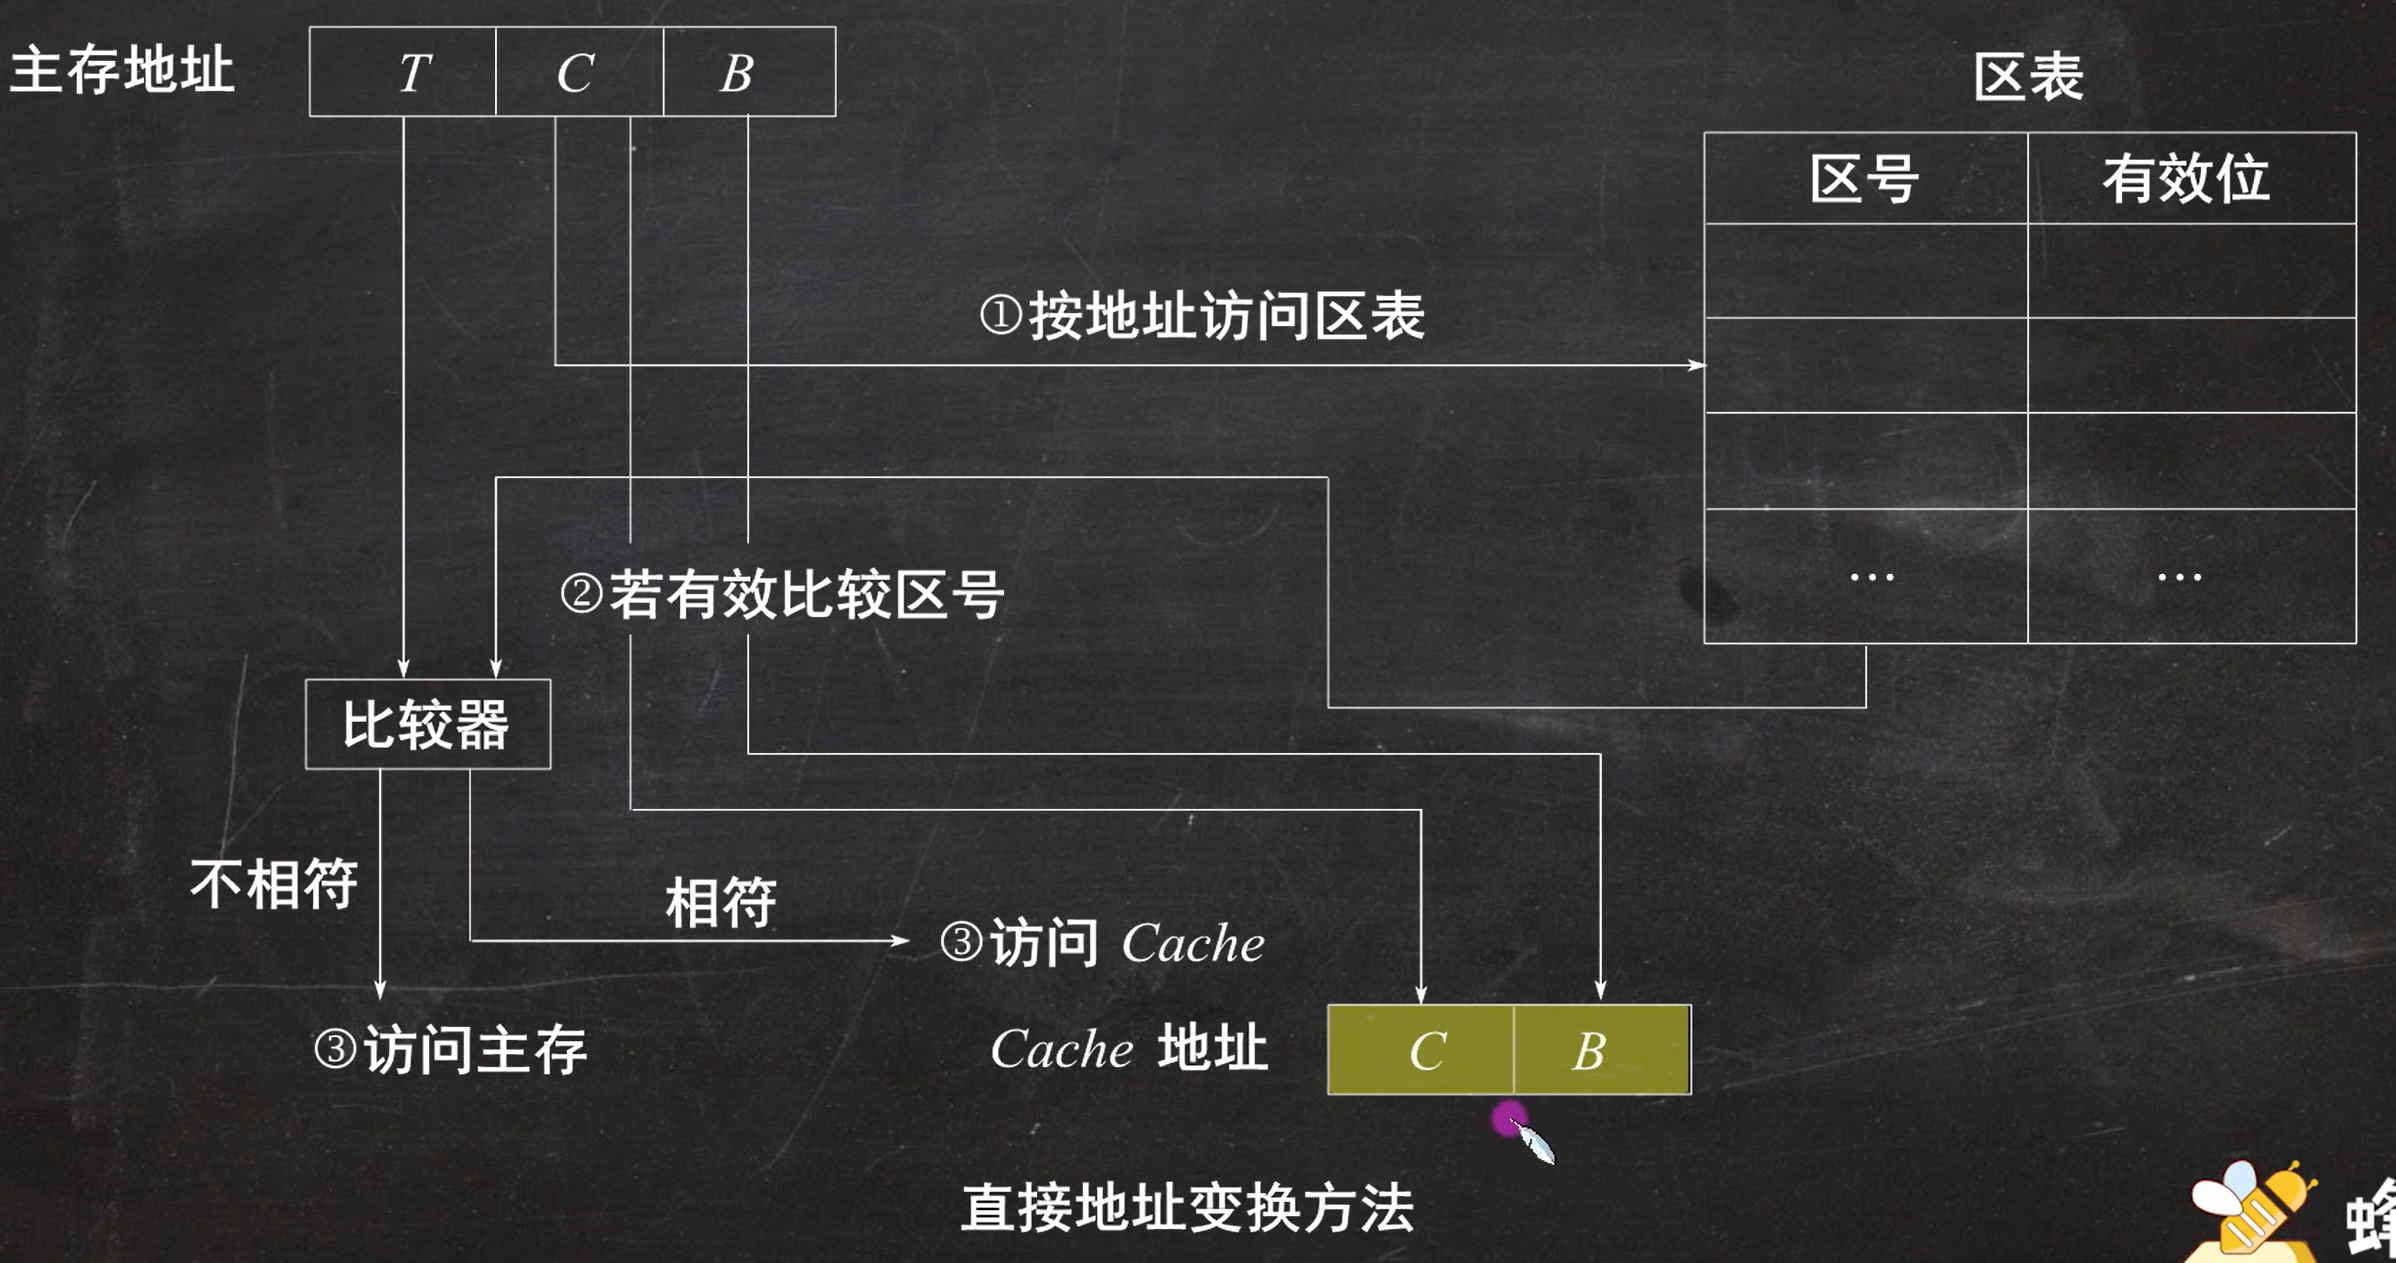 主存地址
T C B
区表
区号 有效位
①按地址访问区表
… …
②若有效比较区号
比较器
不相符
相符
③访问 Cache
③访问主存
Cache 地址
C B
直接地址变换方法